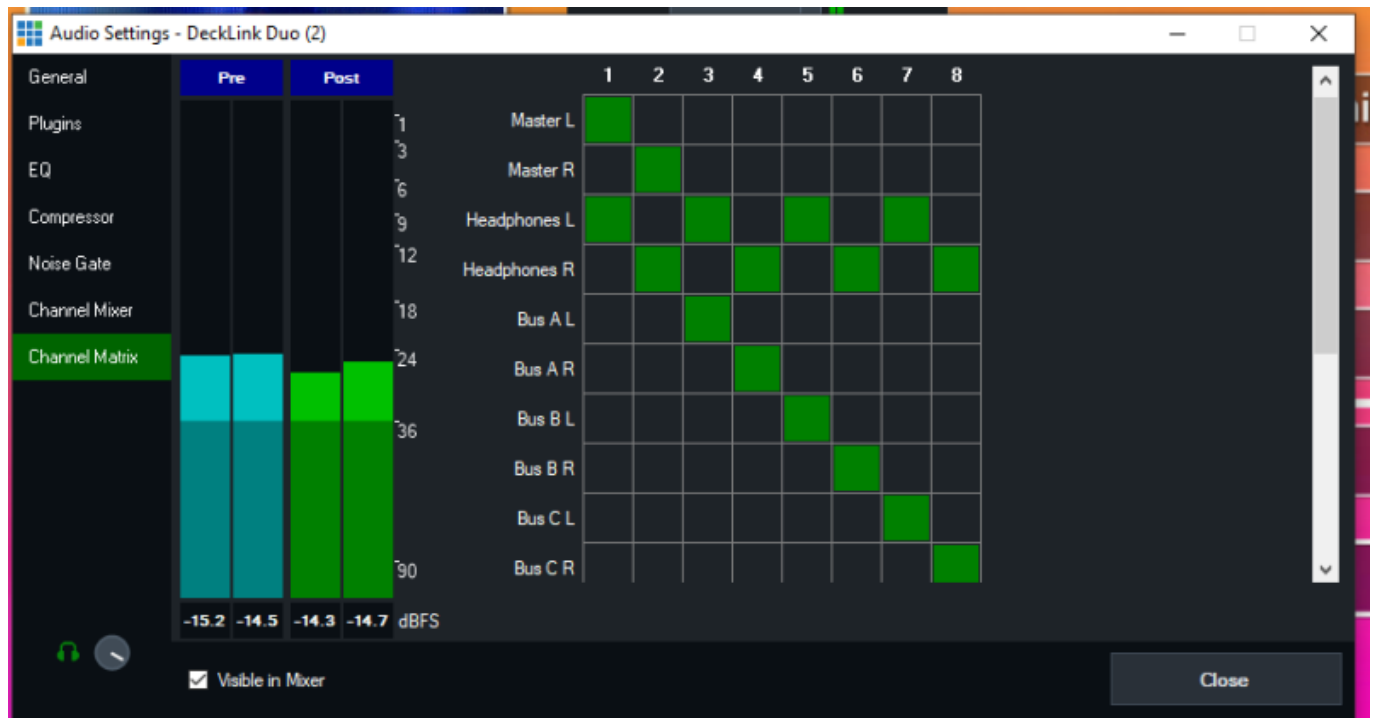 Audio Settings - DeckLink Duo (2)
General
Plugins
EQ
Compressor
Noise Gate
Channel Mixer
Channel Matrix
Pre Post
1
3
6
9
12
18
24
36
90
-15.2 -14.5 -14.3 -14.7 dBFS
1 2 3 4 5 6 7 8
Master L
Master R
Headphones L
Headphones R
Bus A L
Bus A R
Bus B L
Bus B R
Bus C L
Bus C R
Visible in Mixer
Close